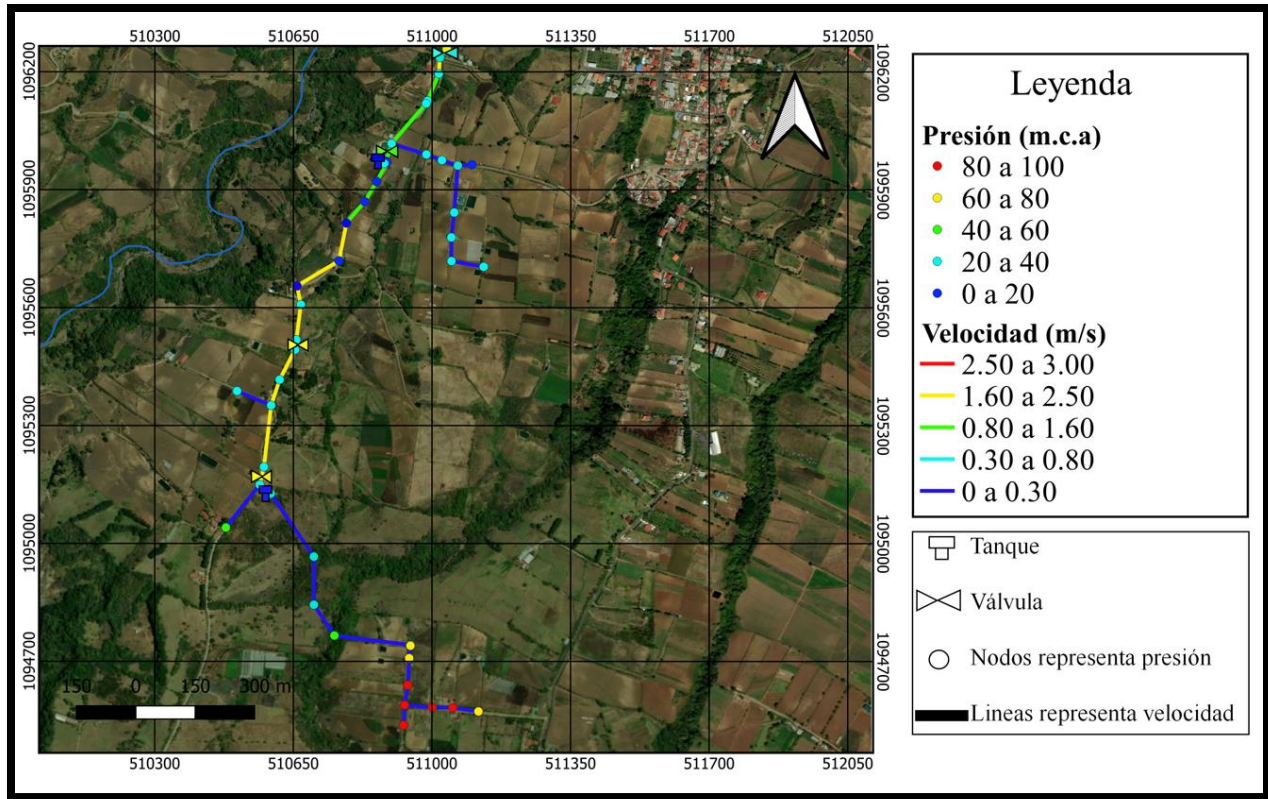 510300 510650 511000 511350 511700 512050
1096200 1096200
1095900 1095900
1095600 1095600
1095300 1095300
1095000 1095000
1094700 1094700
150 0 150 300 m
510300 510650 511000 511350 511700 512050
Leyenda
Presión (m.c.a)
80 a 100
60 a 80
40 a 60
20 a 40
0 a 20
Velocidad (m/s)
2.50 a 3.00
1.60 a 2.50
0.80 a 1.60
0.30 a 0.80
0 a 0.30
Tanque
Válvula
Nodos representa presión
Lineas representa velocidad